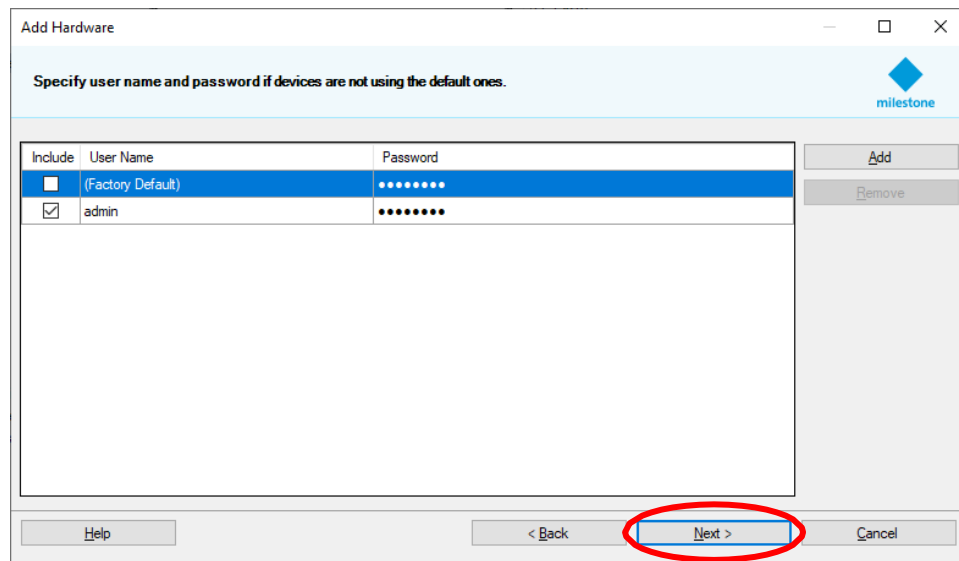 Add Hardware
Specify user name and password if devices are not using the default ones.
milestone
Include User Name Password
(Factory Default) ●●●●●●●●
admin ●●●●●●●●
Add
Remove
Help < Back Next > Cancel